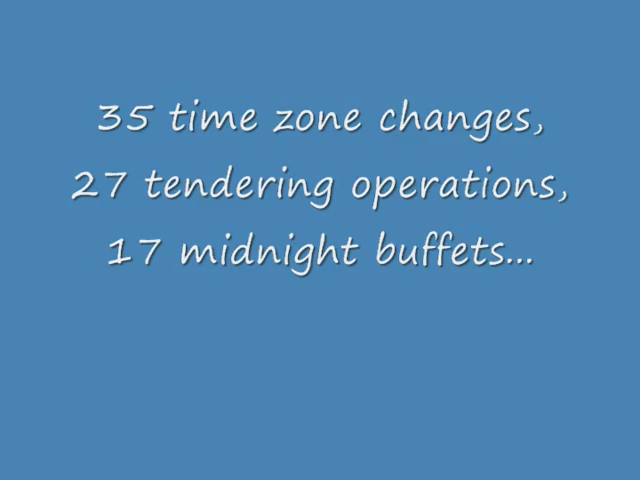 35 time zone changes,
27 tendering operations,
17 midnight buffets...